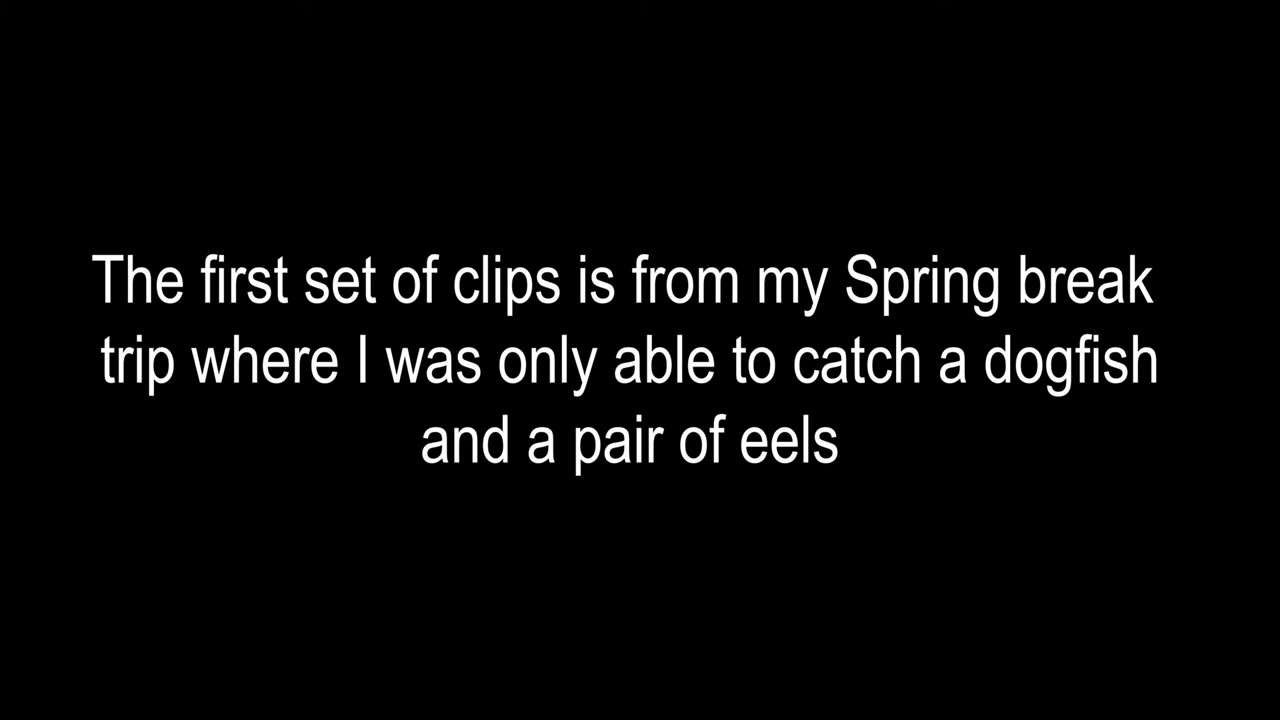 The first set of clips is from my Spring break
trip where I was only able to catch a dogfish
and a pair of eels